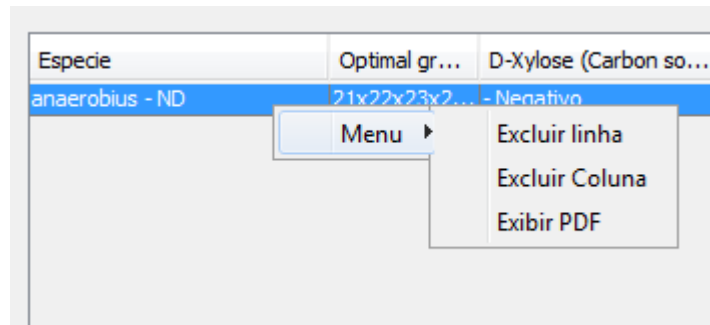 Especie Optimal gr... D-Xylose (Carbon so...
anaerobius - ND 21x22x23x2... - Negativo
Menu Excluir linha
Excluir Coluna
Exibir PDF